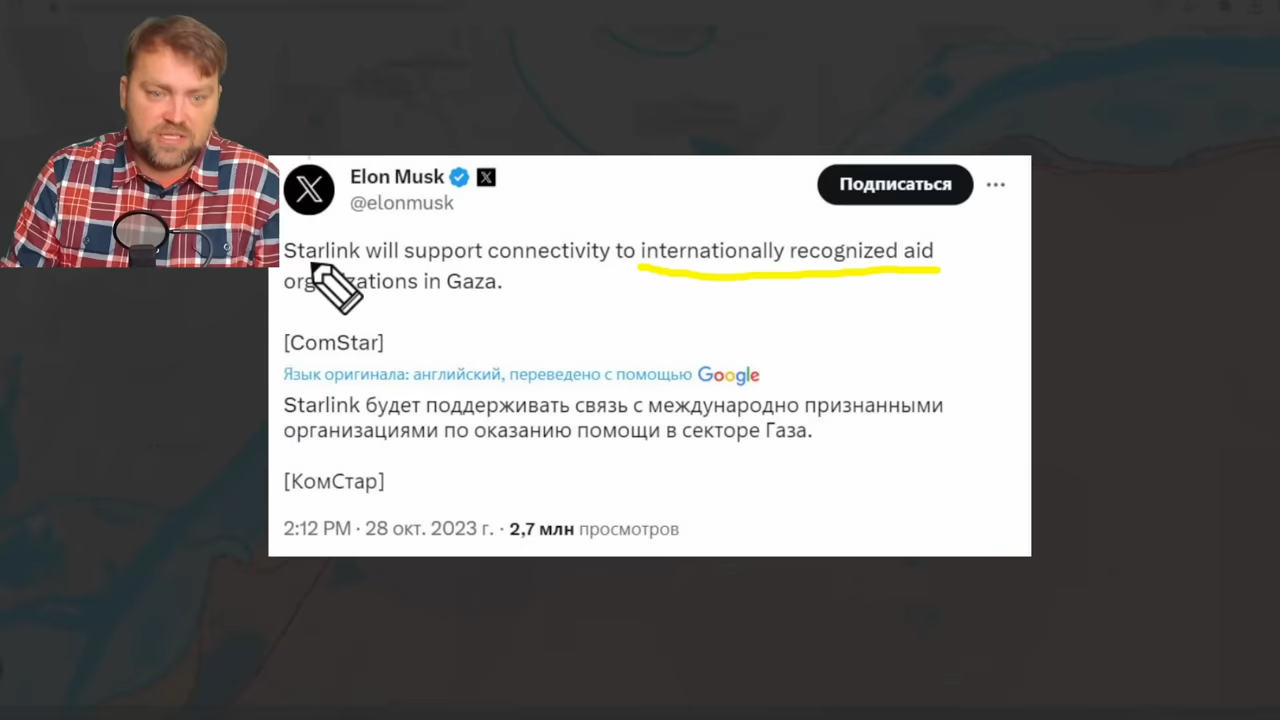 Elon Musk
@elonmusk
Подписаться
Starlink will support connectivity to internationally recognized aid
in Gaza.
[ComStar]
Язык оригинала: английский, переведено с помощью Google
Starlink будет поддерживать связь с международно признанными
организациями по оказанию помощи в секторе Газа.
[КомСтар]
2:12 PM · 28 окт. 2023 г. · 2,7 млн просмотров